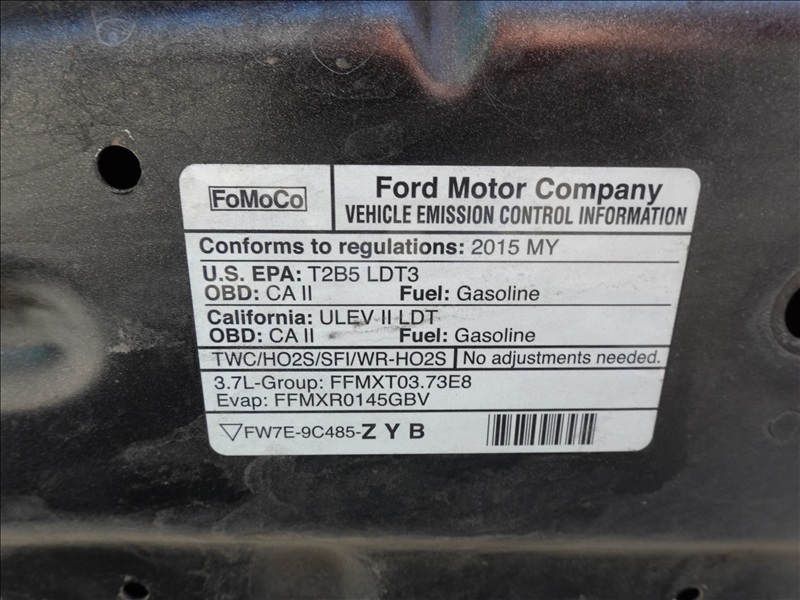 FoMoCo
Ford Motor Company
VEHICLE EMISSION CONTROL INFORMATION
Conforms to regulations: 2015 MY
U.S. EPA: T2B5 LDT3
OBD: CA II Fuel: Gasoline
California: ULEV II LDT
OBD: CA II Fuel: Gasoline
TWC/HO2S/SFI/WR-HO2S No adjustments needed.
3.7L-Group: FFMXT03.73E8
Evap: FFMXR0145GBV
▽FW7E-9C485-Z Y B